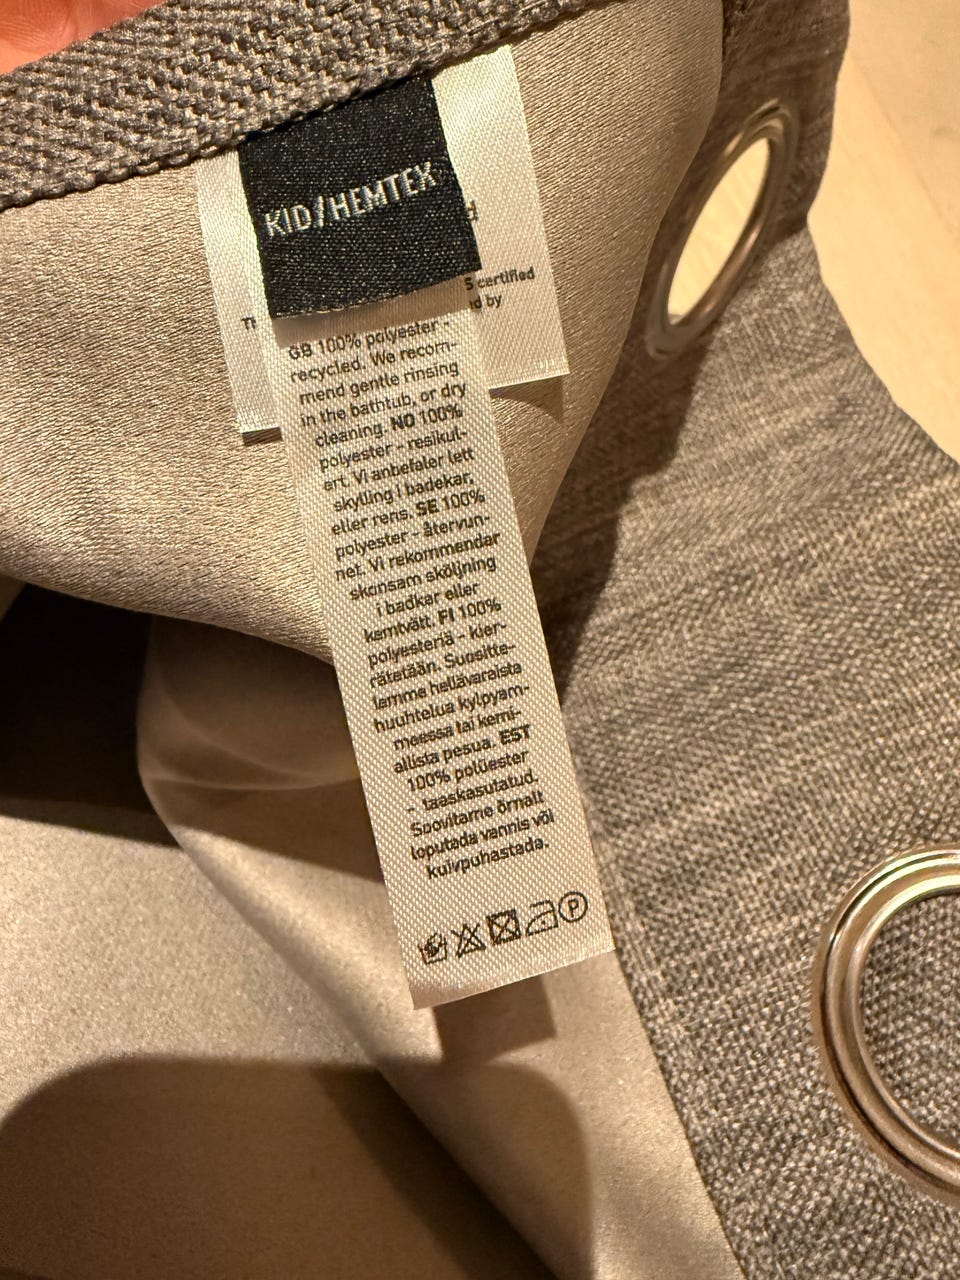 KID/HEMTEX
S certified
d by
GB 100% polyester -
recycled. We recom-
mend gentle rinsing
in the bathtub, or dry
cleaning. NO 100%
polyester - resikul-
ert. Vi anbefaler lett
skylling i badekar,
eller rens. SE 100%
polyester - återvun-
net. Vi rekommendar
skonsam sköljning
i badkar eller
kemtvätt. FI 100%
polyesteriä - kier-
rätetään. Suositte-
lemme hellävaraista
huuhtelua kylpyam-
meessa tai kemi-
allista pesua. EST
100% polüester
- taaskasutatud.
Soovitame õrnalt
loputada vannis või
kuivpuhastada.
P